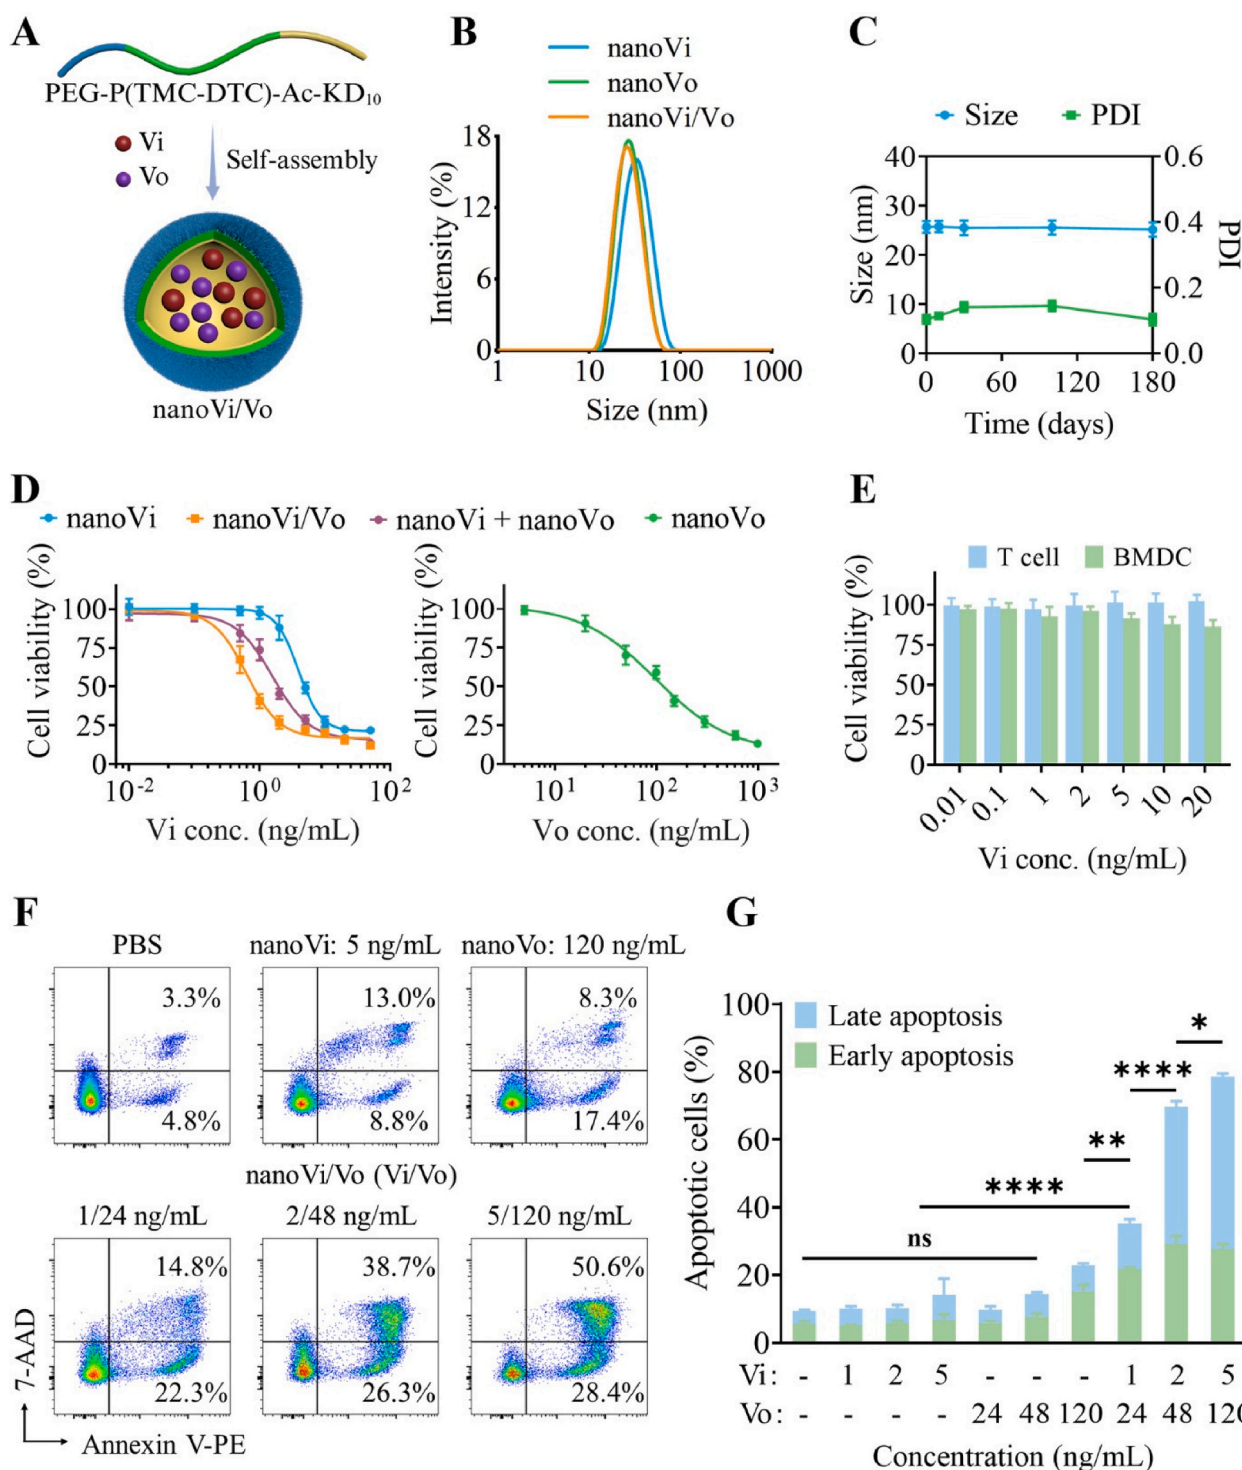 A
PEG-P(TMC-DTC)-Ac-KD10
Vi
Vo
Self-assembly
nanoVi/Vo
B
nanoVi
nanoVo
nanoVi/Vo
Intensity (%)
18
12
6
0
1 10 100 1000
Size (nm)
C
Size PDI
Size (nm)
40
30
20
10
0
PDI
0.6
0.4
0.2
0.0
0 60 120 180
Time (days)
D
nanoVi nanoVi/Vo nanoVi + nanoVo nanoVo
Cell viability (%)
100
75
50
25
0
10-2 100 102
Vi conc. (ng/mL)
Cell viability (%)
100
75
50
25
0
101 102 103
Vo conc. (ng/mL)
E
T cell BMDC
Cell viability (%)
100
75
50
25
0
0.01 0.1 1 2 5 10 20
Vi conc. (ng/mL)
F
PBS nanoVi: 5 ng/mL nanoVo: 120 ng/mL
3.3% 13.0% 8.3%
4.8% 8.8% 17.4%
nanoVi/Vo (Vi/Vo)
1/24 ng/mL 2/48 ng/mL 5/120 ng/mL
14.8% 38.7% 50.6%
22.3% 26.3% 28.4%
7-AAD
Annexin V-PE
G
Late apoptosis
Early apoptosis
Apoptotic cells (%)
100
80
60
40
20
0
*
****
**
****
ns
Vi: - 1 2 5 - - - 1 2 5
Vo: - - - - 24 48 120 24 48 120
Concentration (ng/mL)